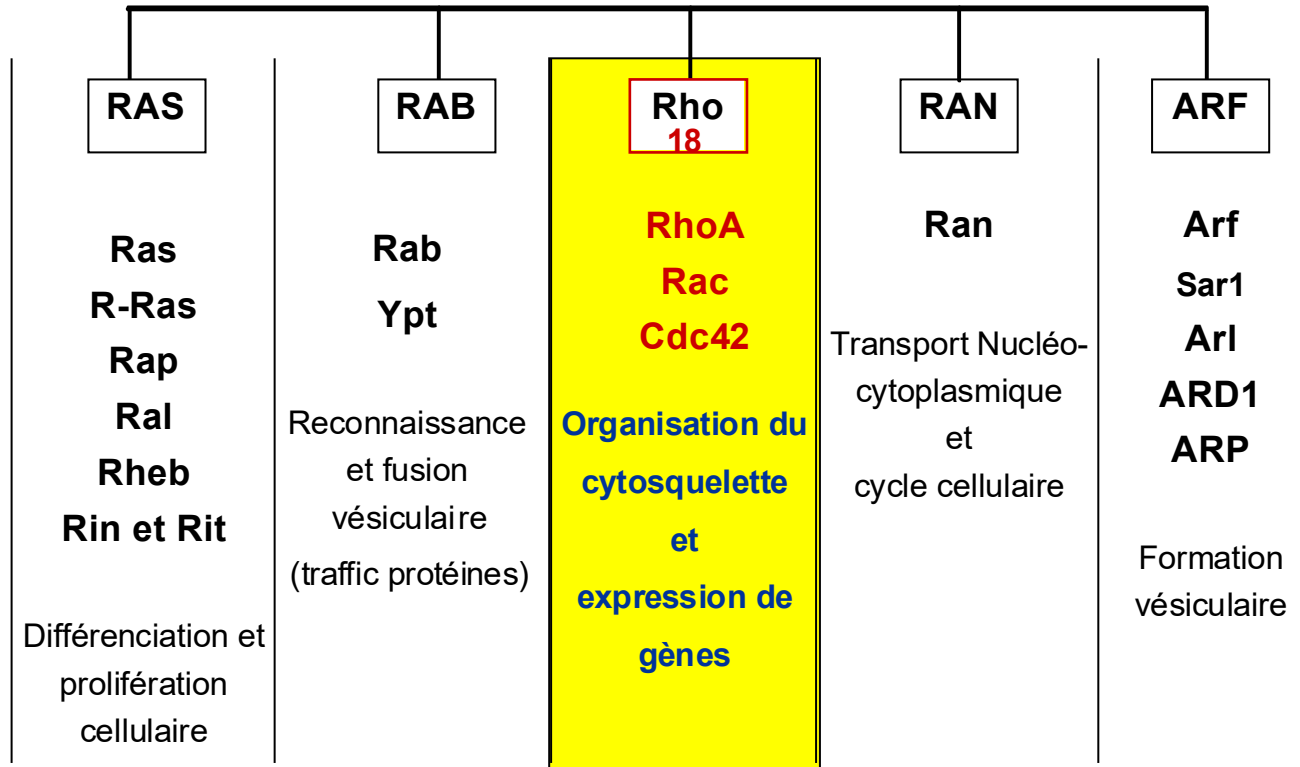 RAS
Ras
R-Ras
Rap
Ral
Rheb
Rin et Rit
Différenciation et
prolifération
cellulaire
RAB
Rab
Ypt
Reconnaissance
et fusion
vésiculaire
(traffic protéines)
Rho
18
RhoA
Rac
Cdc42
Organisation du
cytosquelette
et
expression de
gènes
RAN
Ran
Transport Nucléo-
cytoplasmique
et
cycle cellulaire
ARF
Arf
Sar1
Arl
ARD1
ARP
Formation
vésiculaire